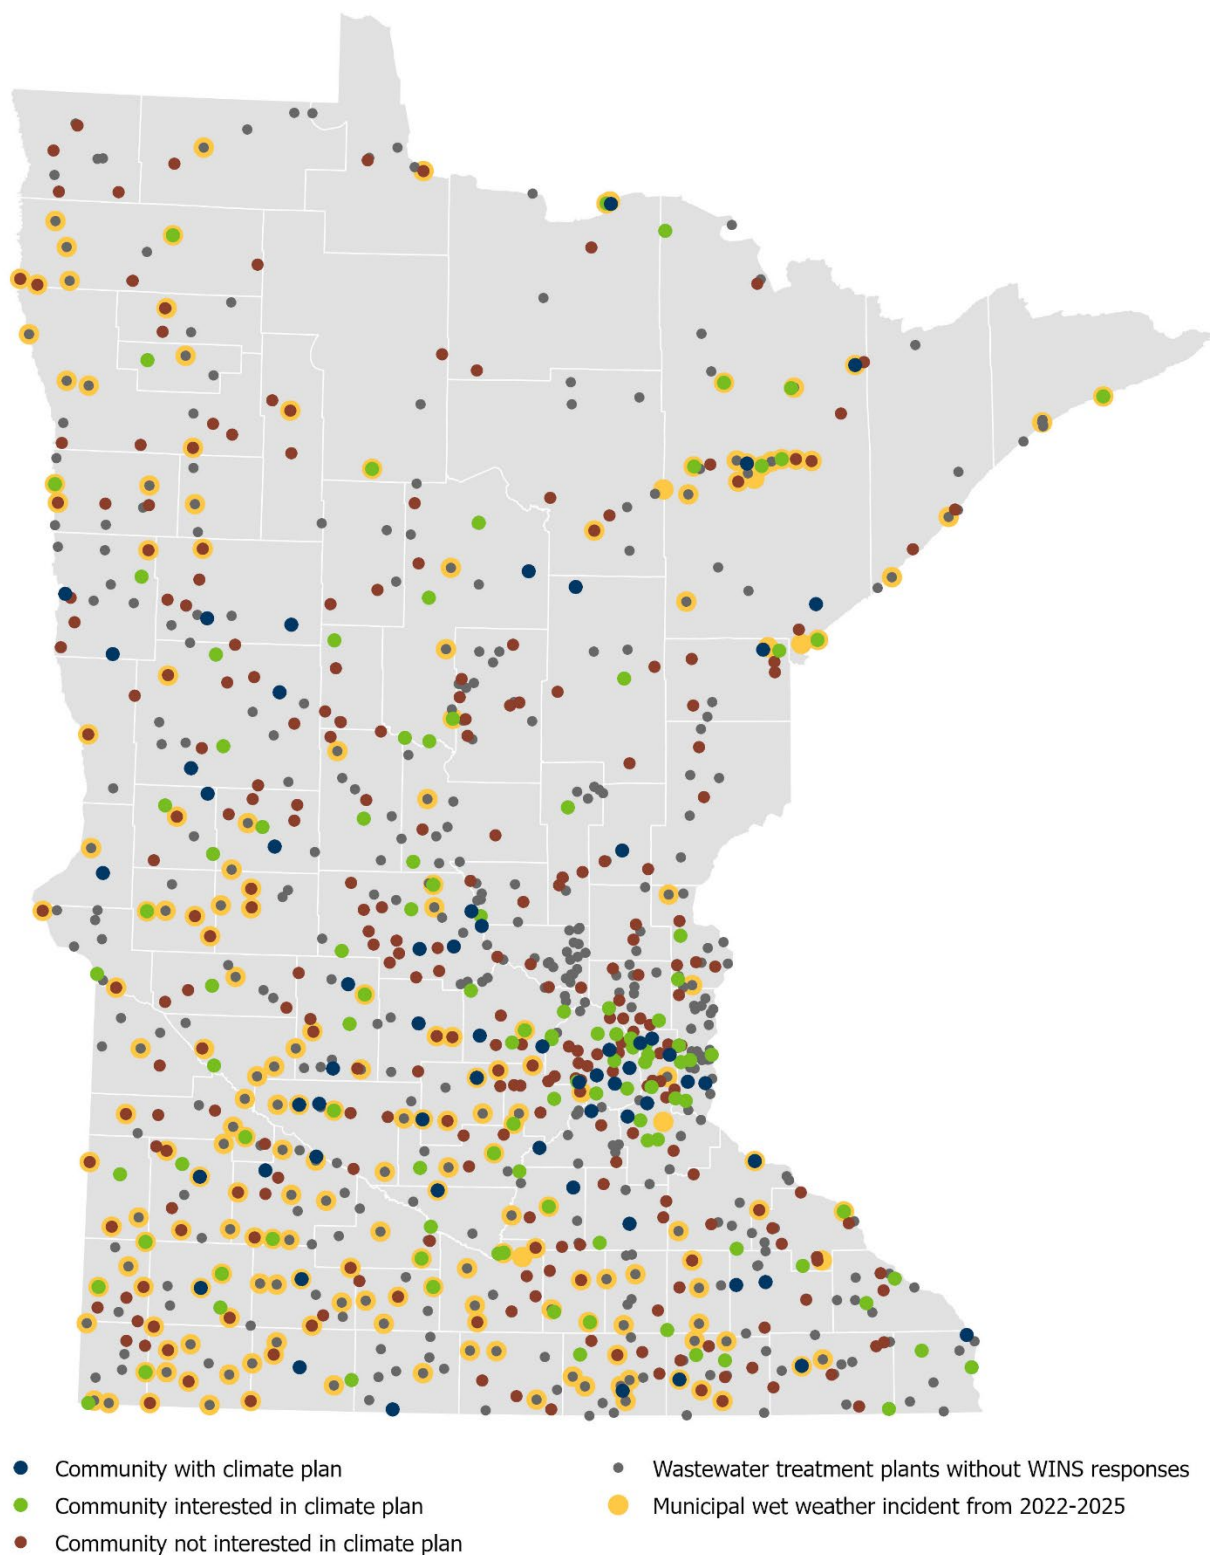 Community with climate plan
Community interested in climate plan
Community not interested in climate plan
Wastewater treatment plants without WINS responses
Municipal wet weather incident from 2022-2025